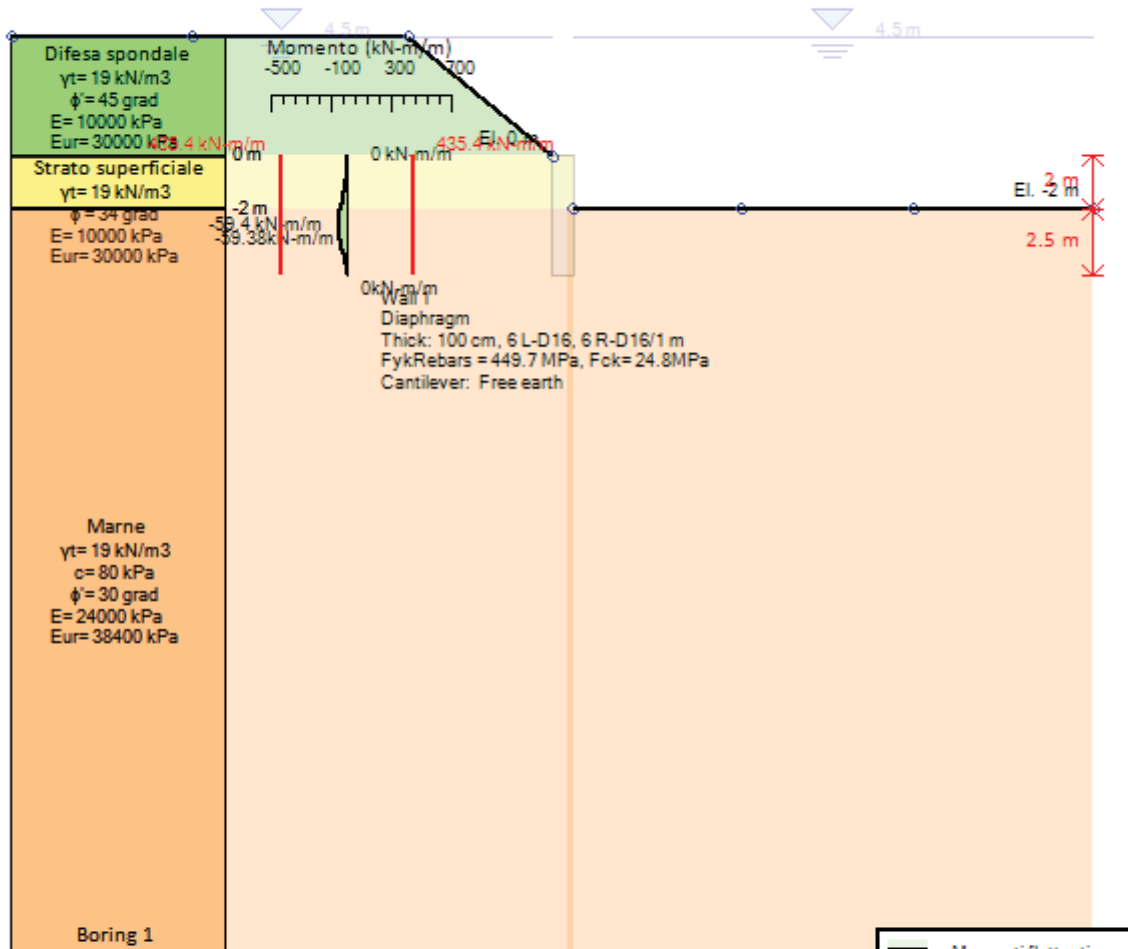 4.5 m
4.5 m
Difesa spondale
γt= 19 kN/m3
ϕ'= 45 grad
E= 10000 kPa
Eur= 30000 kPa
Momento (kN-m/m)
-500 -100 300 700
435.4 kN-m/m
El. 0 m
0 m
0 kN-m/m
Strato superficiale
γt= 19 kN/m3
ϕ'= 34 grad
E= 10000 kPa
Eur= 30000 kPa
-2 m
-59.4 kN-m/m
-59.38kN-m/m
El. -2 m
2 m
2.5 m
0kN-m/m
Wall 1
Diaphragm
Thick: 100 cm, 6 L-D16, 6 R-D16/1 m
FykRebars = 449.7 MPa, Fck= 24.8MPa
Cantilever: Free earth
Marne
γt= 19 kN/m3
c= 80 kPa
ϕ'= 30 grad
E= 24000 kPa
Eur= 38400 kPa
Boring 1